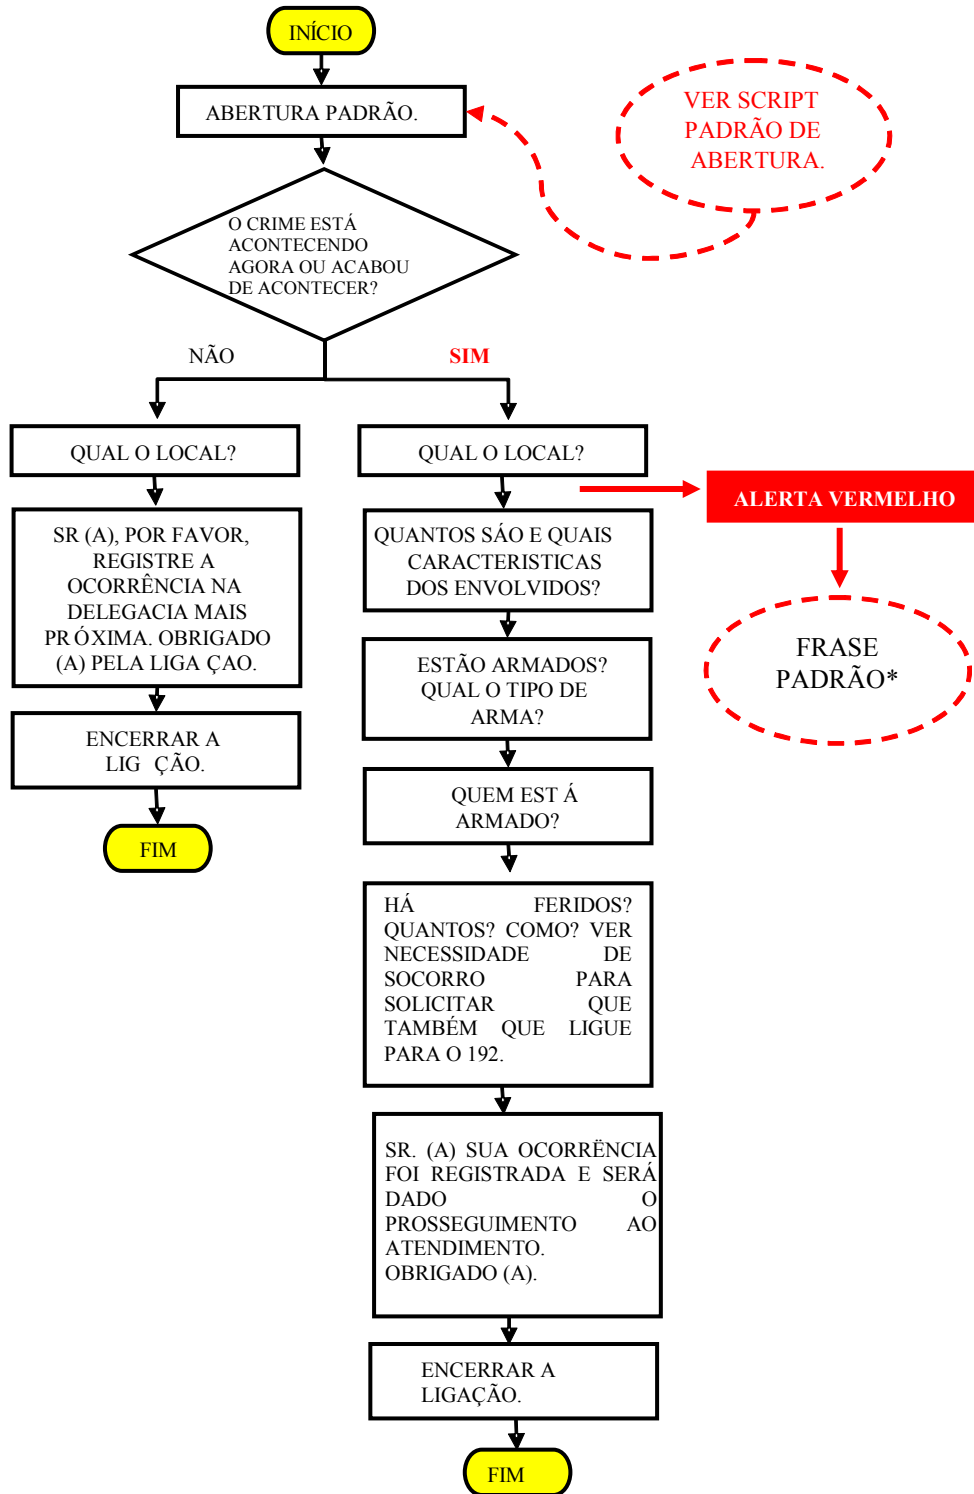 INÍCIO
ABERTURA PADRÃO.
VER SCRIPT
PADRÃO DE
ABERTURA.
O CRIME ESTÁ
ACONTECENDO
AGORA OU ACABOU
DE ACONTECER?
NÃO
SIM
QUAL O LOCAL?
SR (A), POR FAVOR,
REGISTRE A
OCORRÊNCIA NA
DELEGACIA MAIS
PR ÓXIMA. OBRIGADO
(A) PELA LIGA ÇAO.
ENCERRAR A
LIG ÇÃO.
FIM
QUAL O LOCAL?
ALERTA VERMELHO
FRASE
PADRÃO*
QUANTOS SÁO E QUAIS
CARACTERISTICAS
DOS ENVOLVIDOS?
ESTÃO ARMADOS?
QUAL O TIPO DE
ARMA?
QUEM EST Á
ARMADO?
HÁ FERIDOS?
QUANTOS? COMO? VER
NECESSIDADE DE
SOCORRO PARA
SOLICITAR QUE
TAMBÉM QUE LIGUE
PARA O 192.
SR. (A) SUA OCORRËNCIA
FOI REGISTRADA E SERÁ
DADO O
PROSSEGUIMENTO AO
ATENDIMENTO.
OBRIGADO (A).
ENCERRAR A
LIGAÇÃO.
FIM